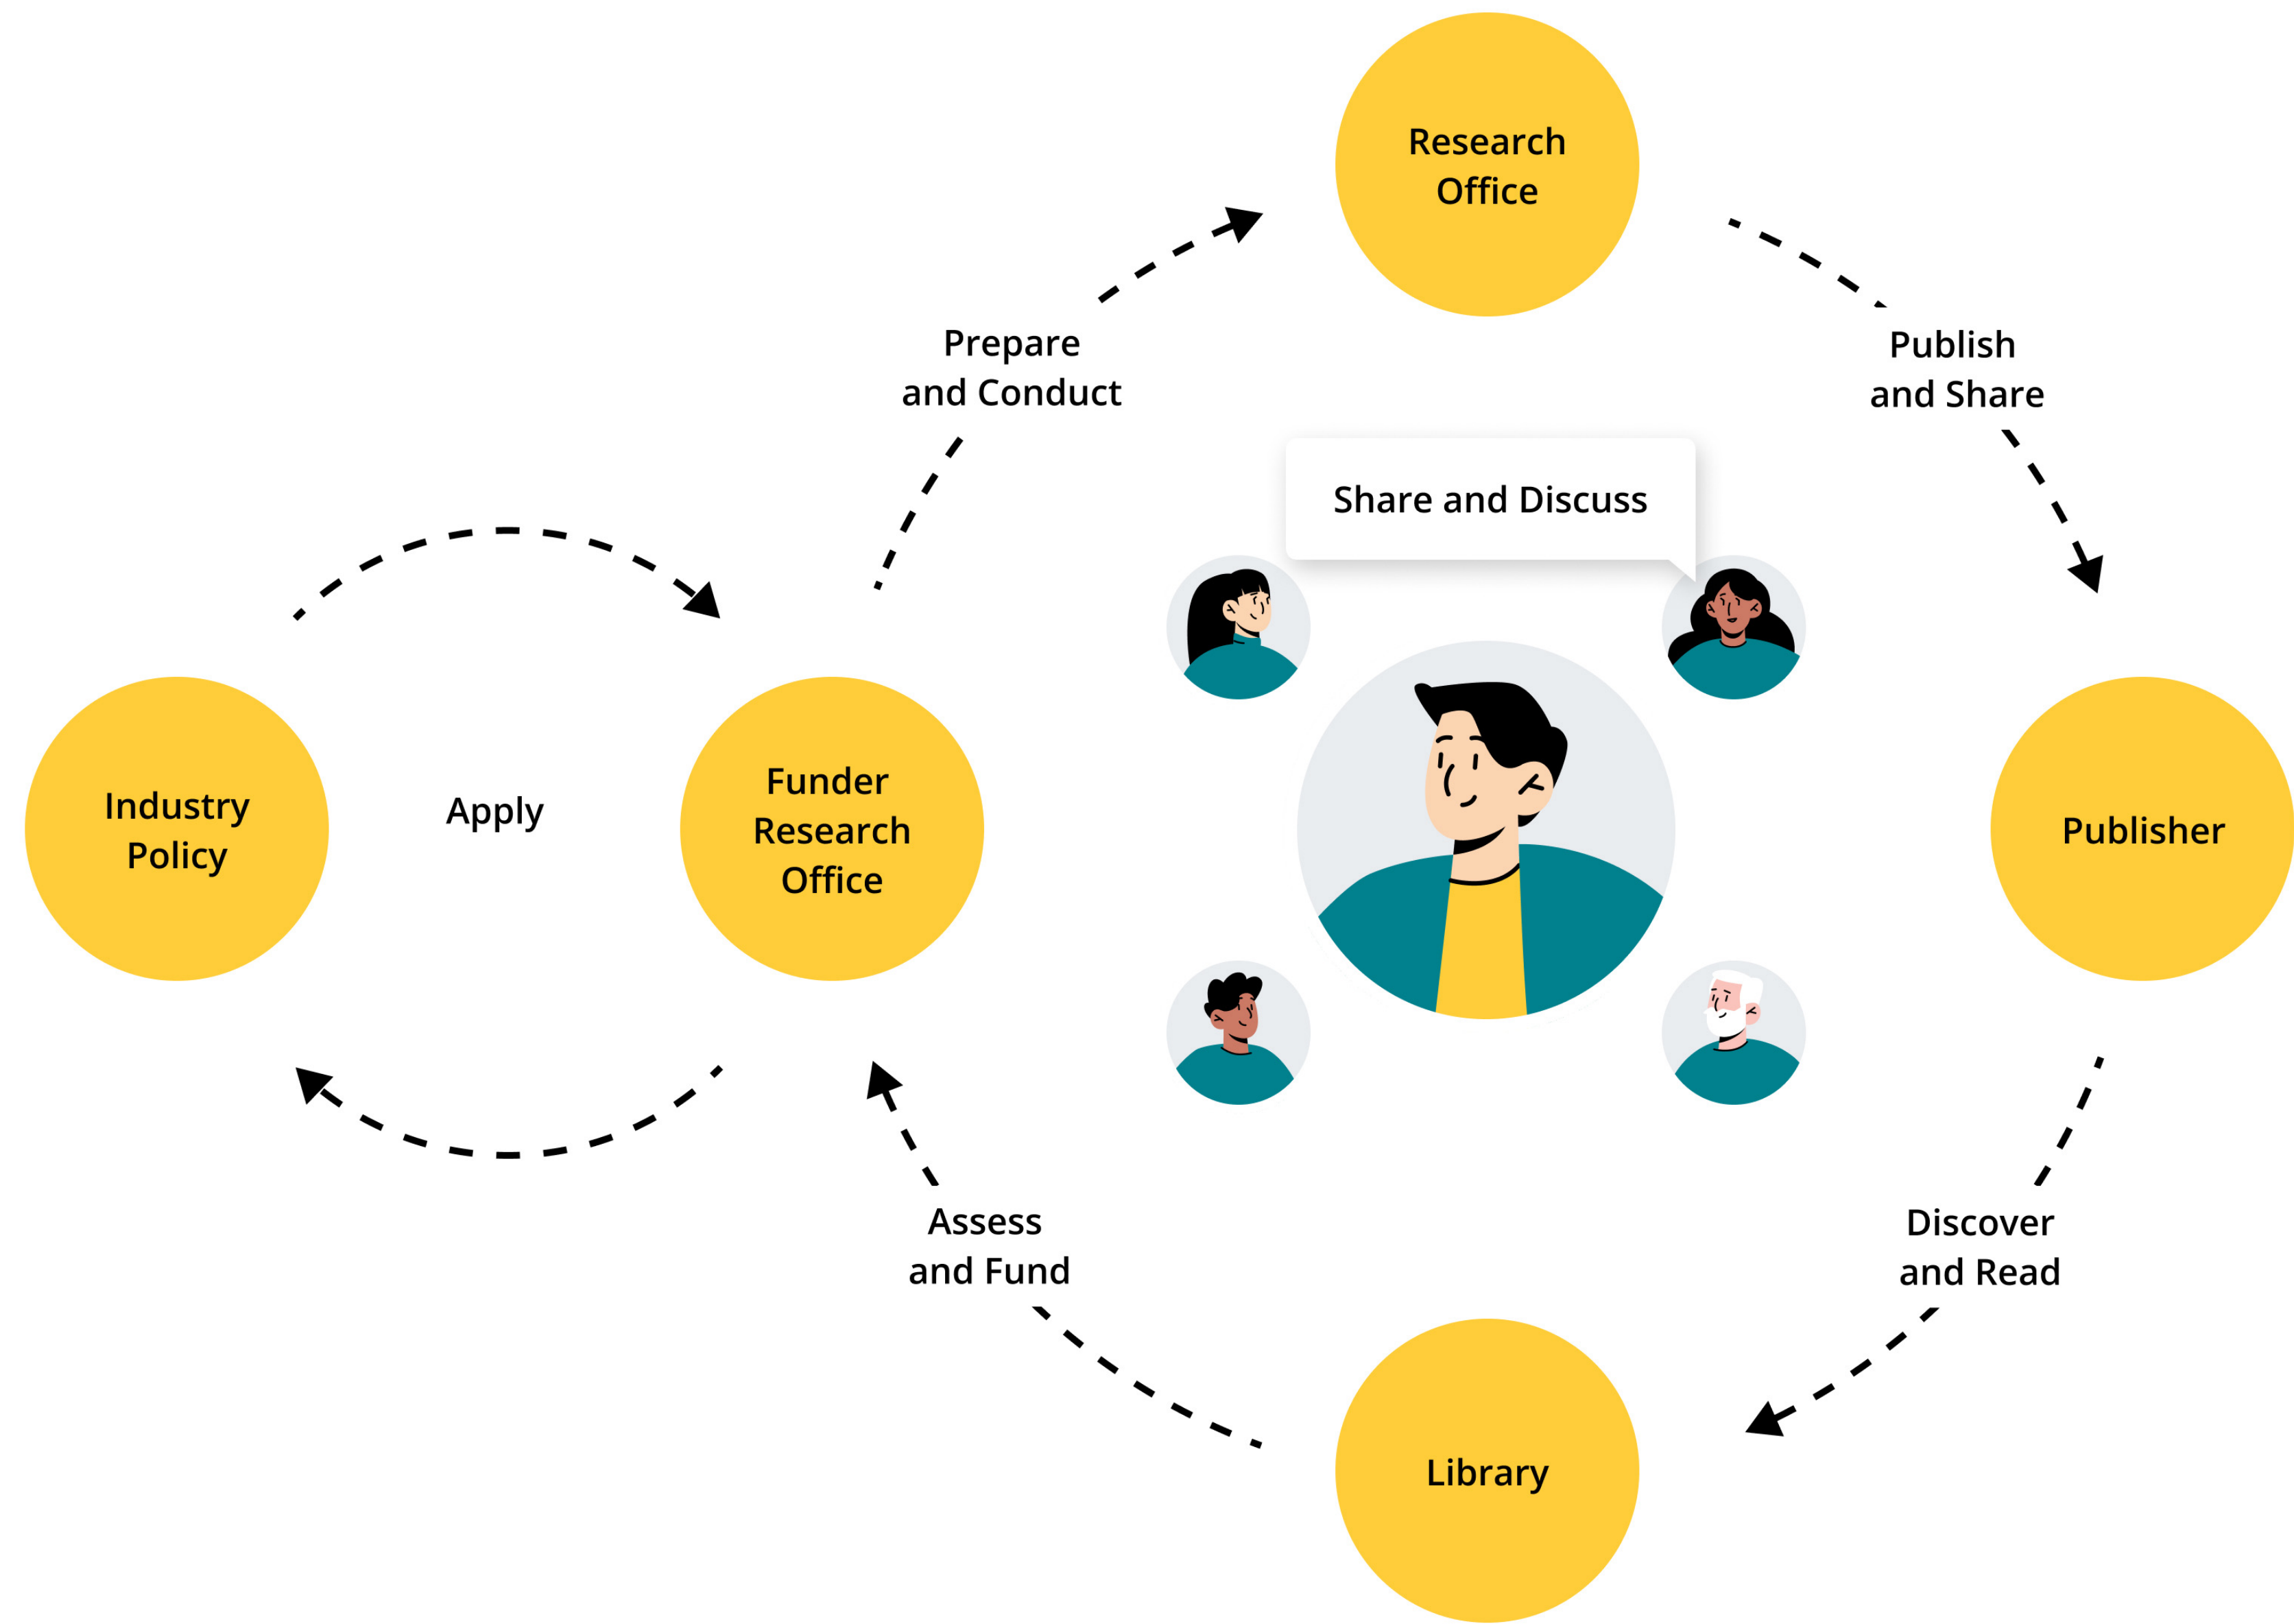 Research
Office
Prepare
and Conduct
Publish
and Share
Share and Discuss
Industry
Policy
Apply
Funder
Research
Office
Publisher
Assess
and Fund
Discover
and Read
Library